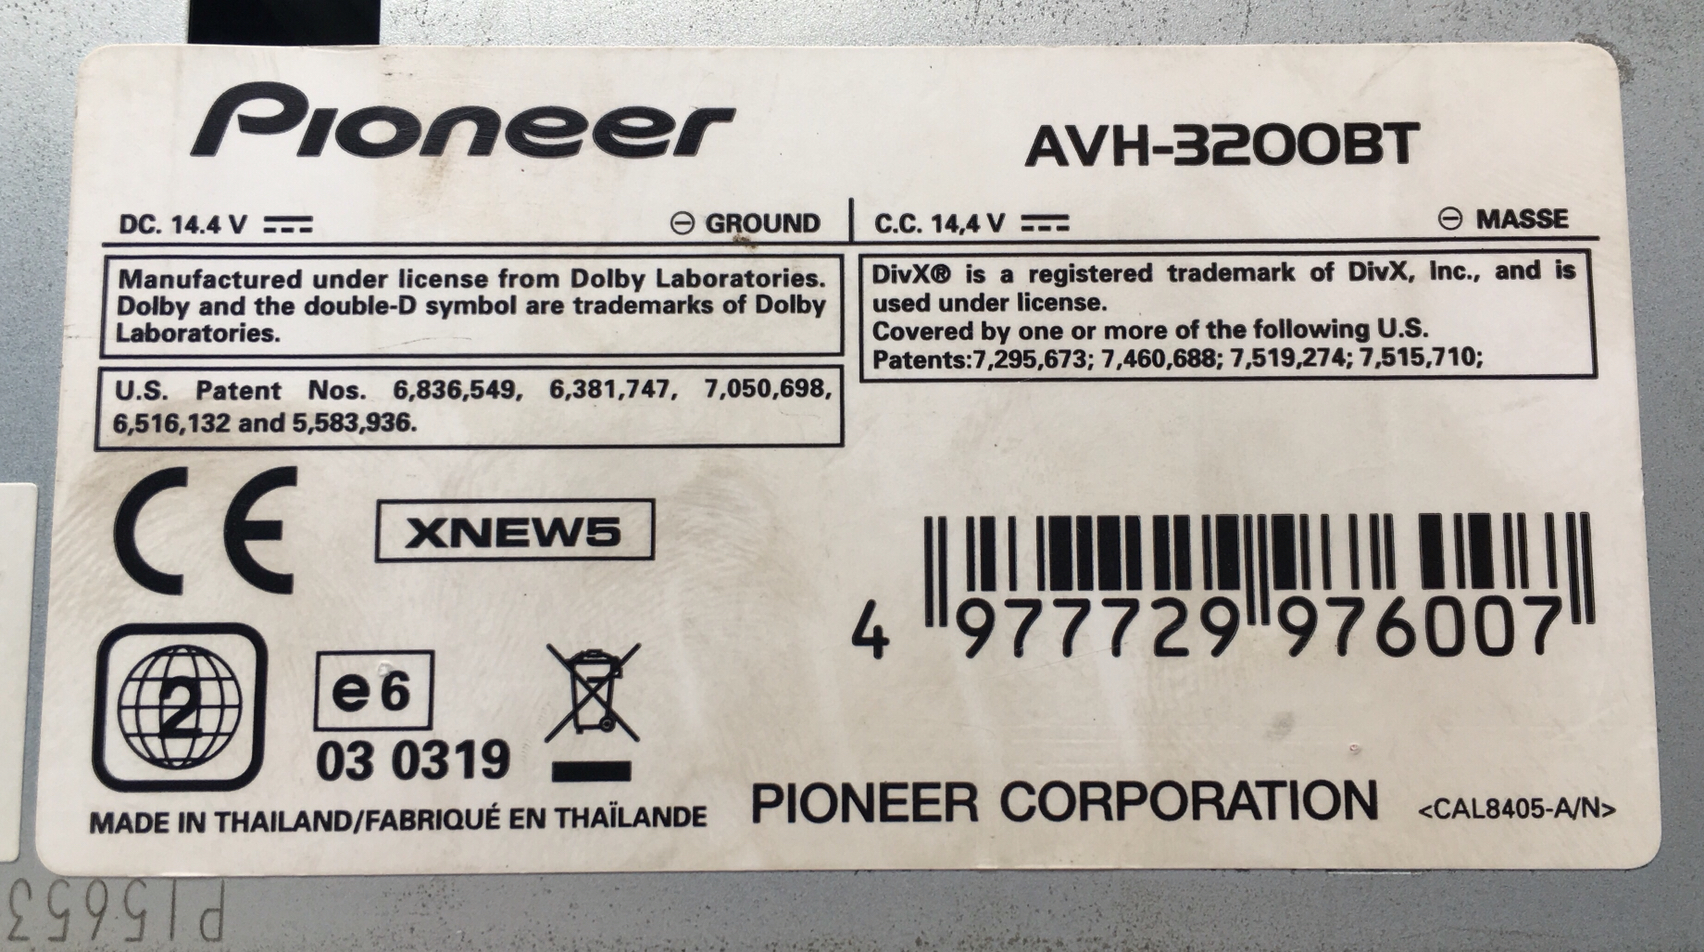 Pioneer
AVH-3200BT
DC. 14.4 V
⊖ GROUND
C.C. 14,4 V
⊖ MASSE
Manufactured under license from Dolby Laboratories.
Dolby and the double-D symbol are trademarks of Dolby
Laboratories.
U.S. Patent Nos. 6,836,549, 6,381,747, 7,050,698,
6,516,132 and 5,583,936.
DivX® is a registered trademark of DivX, Inc., and is
used under license.
Covered by one or more of the following U.S.
Patents:7,295,673; 7,460,688; 7,519,274; 7,515,710;
CE
XNEW5
4 977729 976007
2
e6
03 0319
MADE IN THAILAND/FABRIQUÉ EN THAÏLANDE
PIONEER CORPORATION
<CAL8405-A/N>
P15653